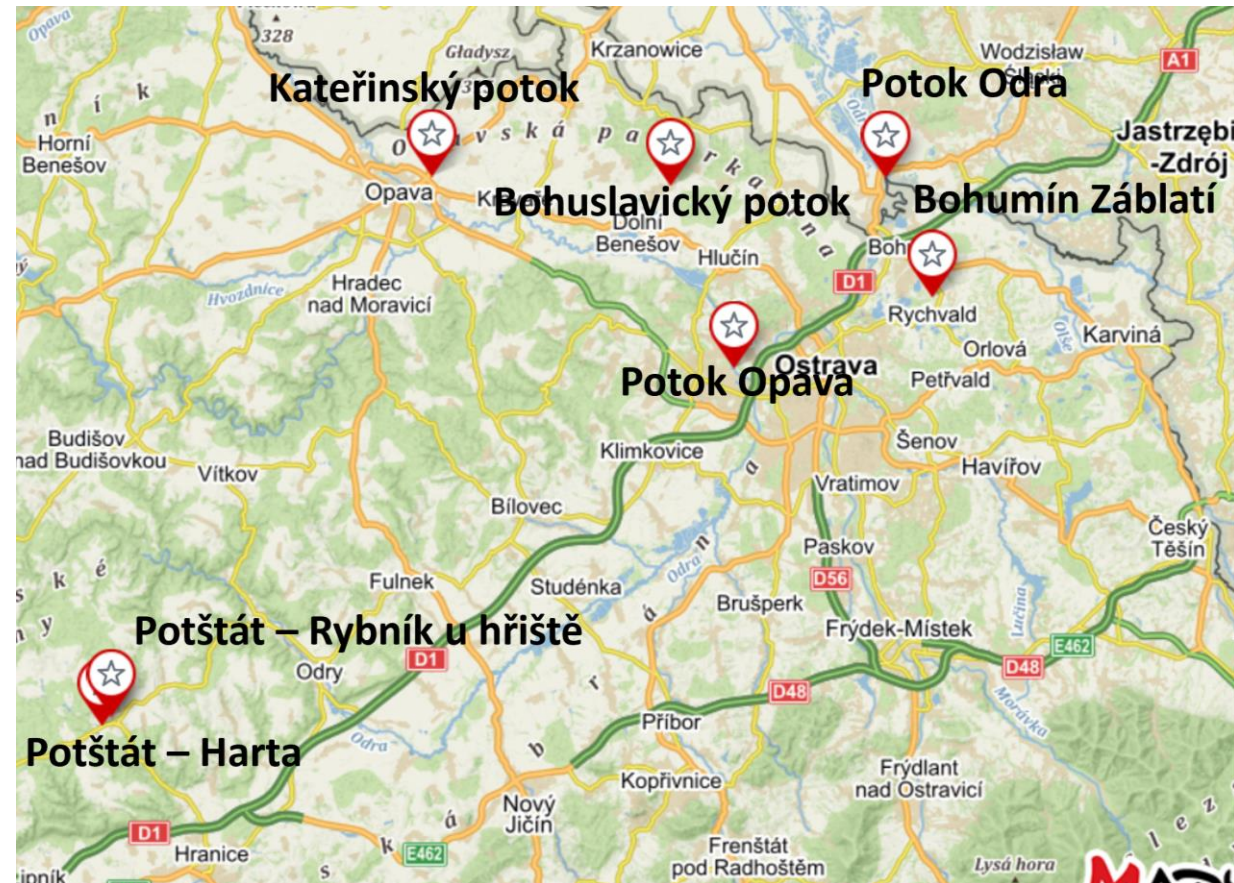 Opava
328
Gładysz
Krzanowice
Wodzisław
Śląski
A1
Kateřinský potok
Potok Odra
n í k
Horní
Benešov
O p a v s k á p a r k a n i n a
Jastrzębi
-Zdrój
Opava
Bohuslavický potok
Bohumín Záblatí
Dolní
Benešov
Hlučín
D1
Hvozdnice
Hradec
nad Moravicí
Rychvald
Orlová
Olše
Karviná
Ostrava
Potok Opava
Petřvald
Budišov
nad Budišovkou
Vítkov
Klimkovice
Šenov
Havířov
Vratimov
Bílovec
Český
Těšín
Paskov
Fulnek
Studénka
Odra
D56
Brušperk
Lučina
Potštát – Rybník u hřiště
Frýdek-Místek
E462
D1
Odry
D48
D48
Morávka
Příbor
Potštát – Harta
Odra
Kopřivnice
Frýdlant
nad Ostravicí
Nový
Jičín
D1
Hranice
E462
Frenštát
pod Radhoštěm
Lysá hora